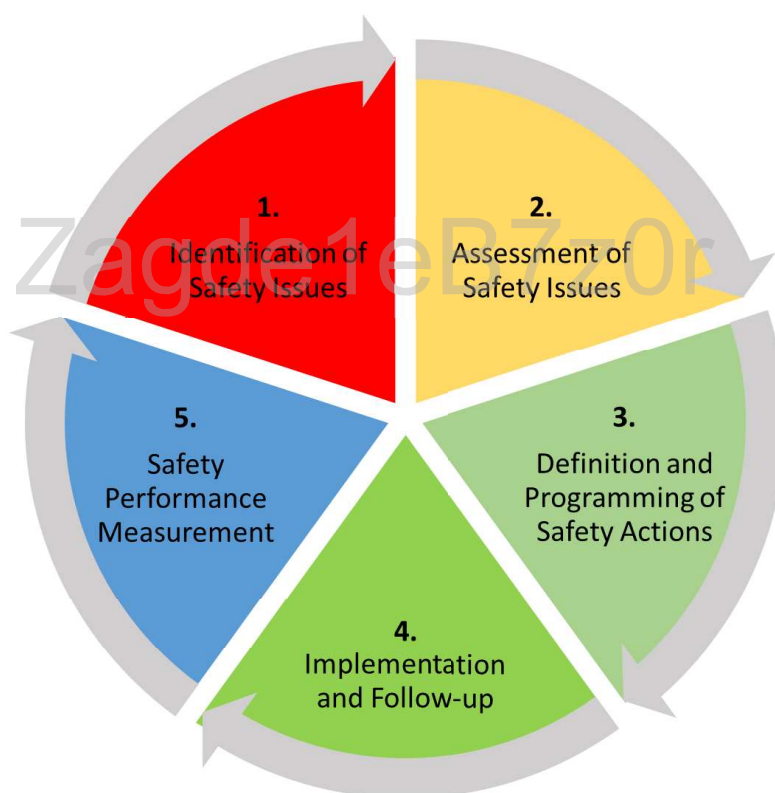 1.
Identification of
Safety Issues
2.
Assessment of
Safety Issues
3.
Definition and
Programming of
Safety Actions
4.
Implementation
and Follow-up
5.
Safety
Performance
Measurement
Zagde1eB7z0r